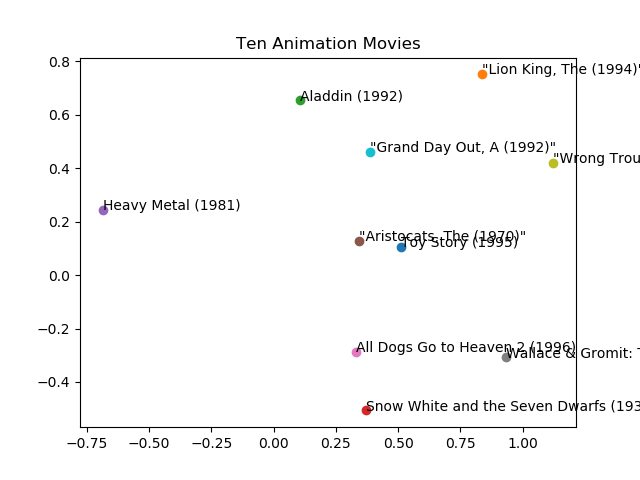 Ten Animation Movies
0.8
"Lion King, The (1994)"
Aladdin (1992)
0.6
"Grand Day Out, A (1992)"
"Wrong Trou
0.4
Heavy Metal (1981)
0.2
"Aristocats, The (1970)"
Toy Story (1995)
0.0
−0.2
All Dogs Go to Heaven 2 (1996)
Wallace & Gromit: T
−0.4
Snow White and the Seven Dwarfs (193
−0.75 −0.50 −0.25 0.00 0.25 0.50 0.75 1.00